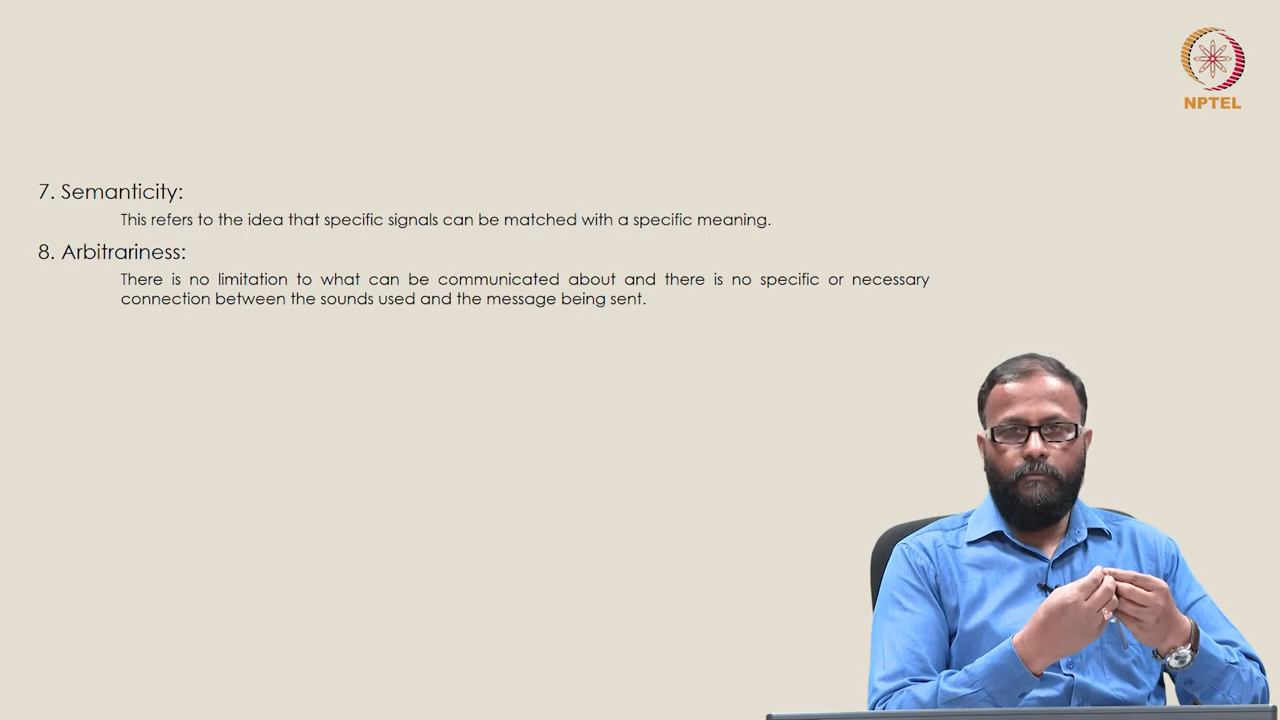 NPTEL
7. Semanticity:
This refers to the idea that specific signals can be matched with a specific meaning.
8. Arbitrariness:
There is no limitation to what can be communicated about and there is no specific or necessary
connection between the sounds used and the message being sent.